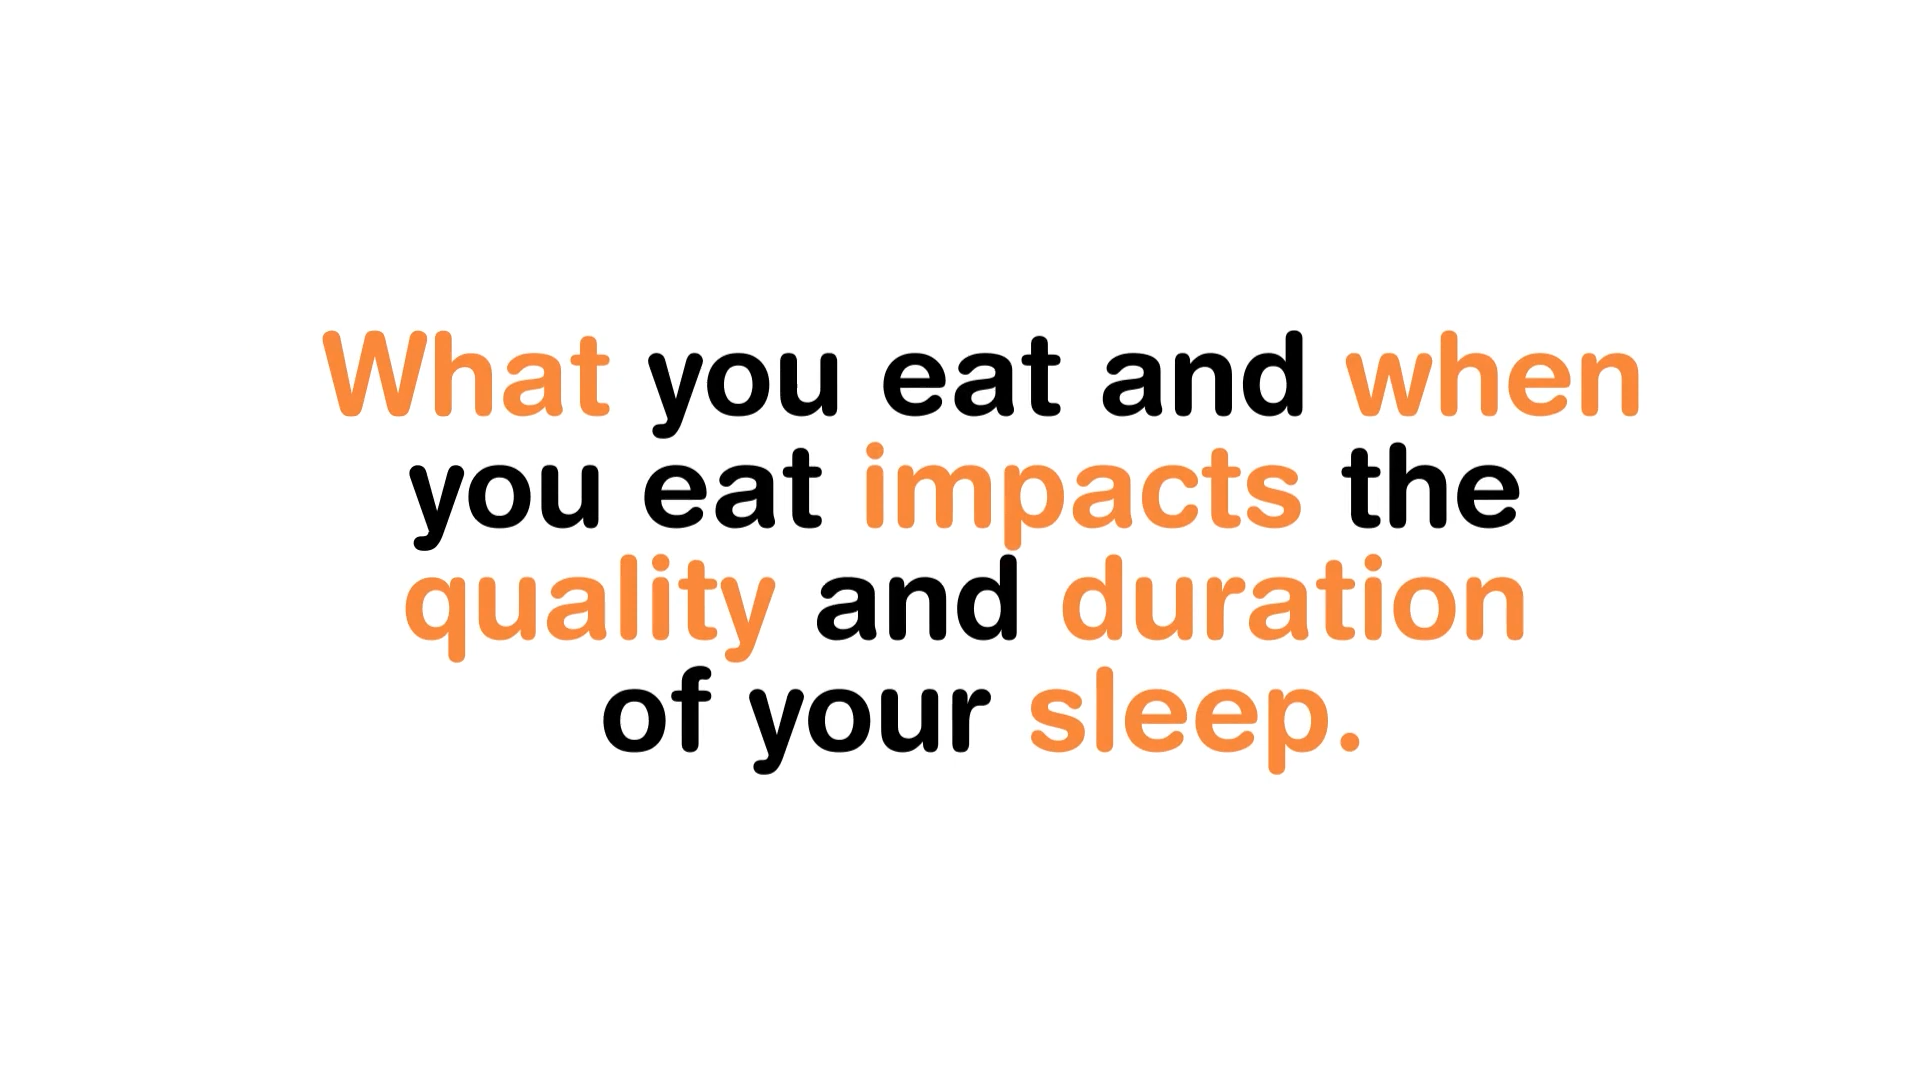 What you eat and when
you eat impacts the
quality and duration
of your sleep.